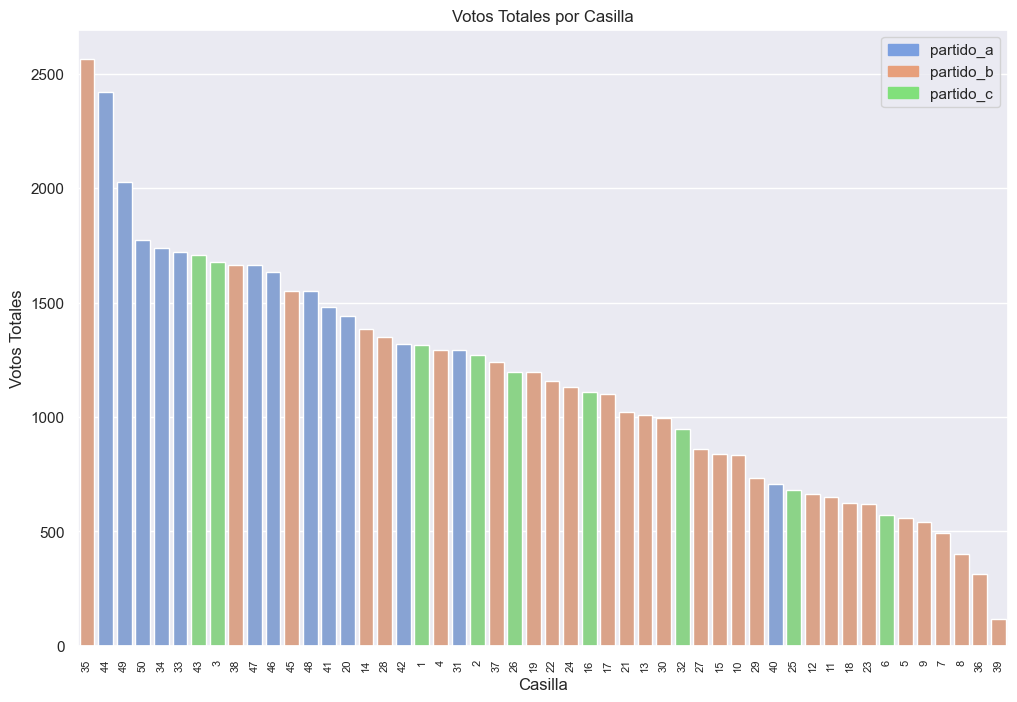 Votos Totales por Casilla
partido_a
partido_b
partido_c
Votos Totales
2500
2000
1500
1000
500
0
35 44 49 50 34 33 43 3 38 47 46 45 48 41 20 14 28 42 1 4 31 2 37 26 19 22 24 16 17 21 13 30 32 27 15 10 29 40 25 12 11 18 23 6 5 9 7 8 36 39
Casilla